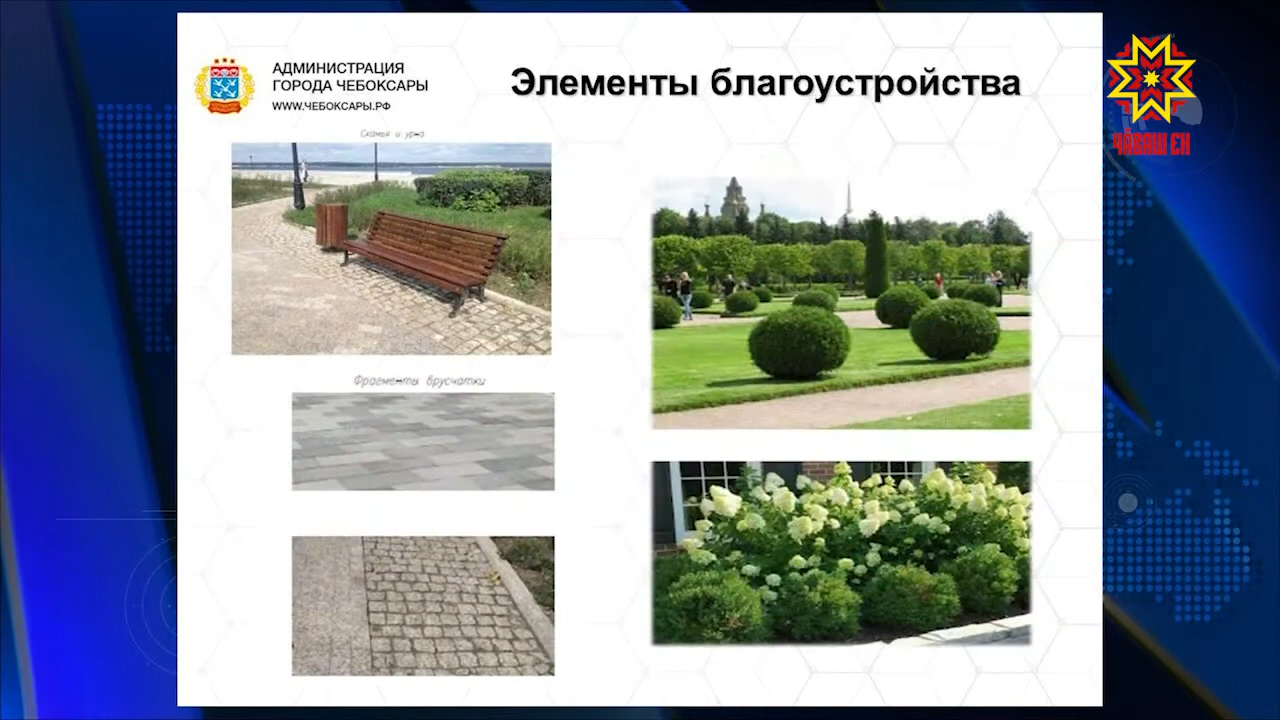 АДМИНИСТРАЦИЯ
ГОРОДА ЧЕБОКСАРЫ
WWW.ЧЕБОКСАРЫ.РФ
Элементы благоустройства
Скамья и урна
Фрагменты брусчатки
ЧĂВАШ ЕН